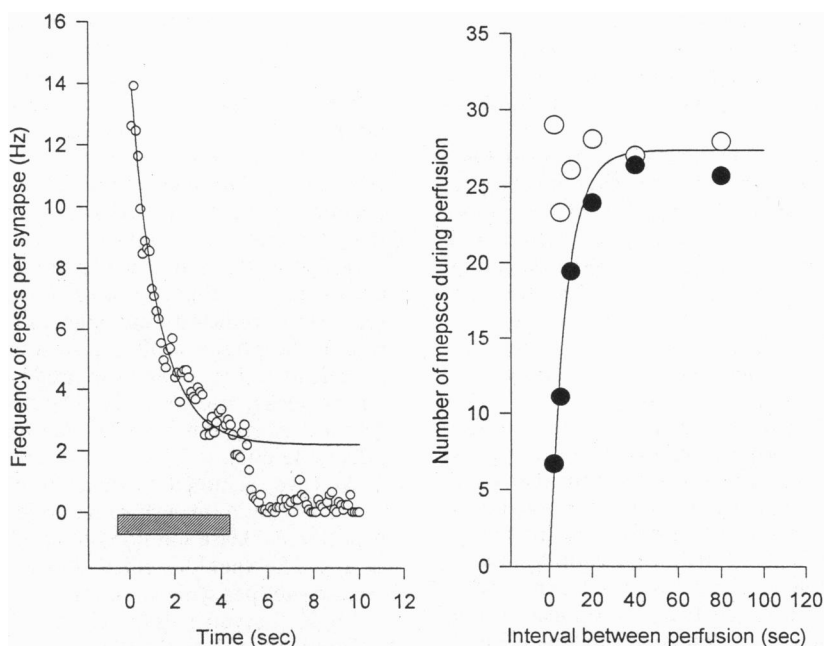 Frequency of epscs per synapse (Hz)
16
14
12
10
8
6
4
2
0
0 2 4 6 8 10 12
Time (sec)
Number of mepscs during perfusion
35
30
25
20
15
10
5
0
0 20 40 60 80 100 120
Interval between perfusion (sec)